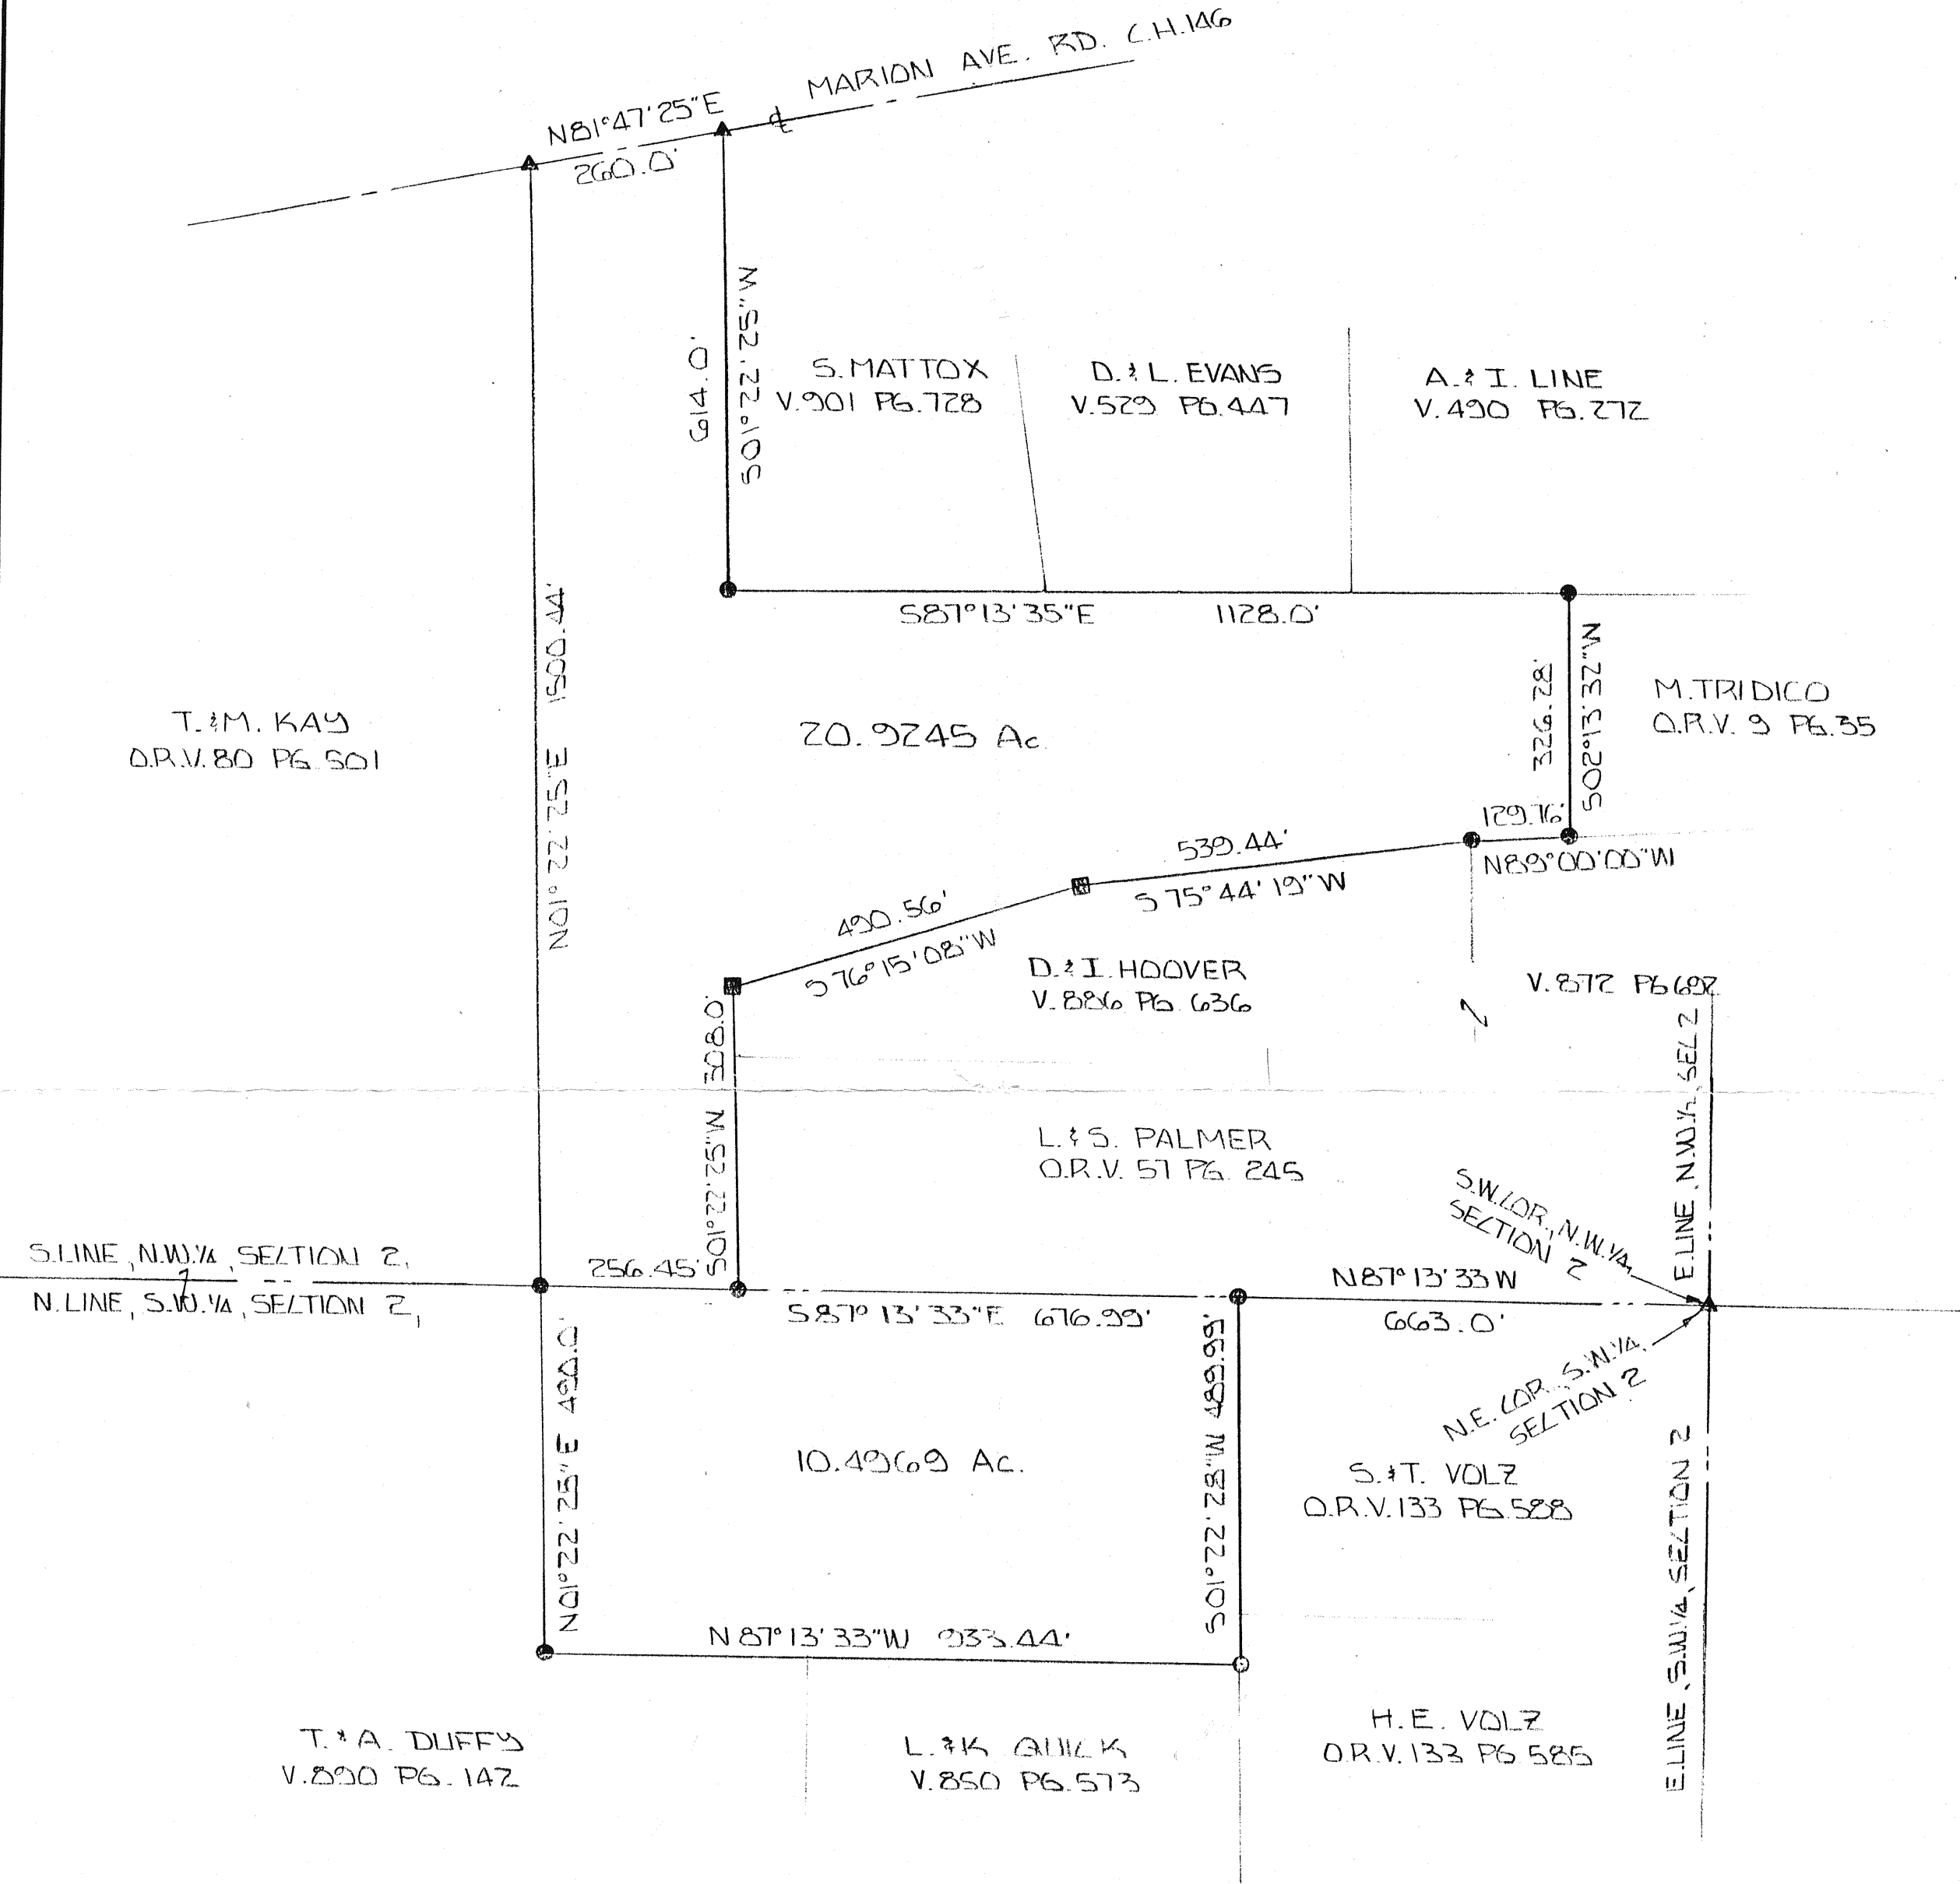 MARION AVE. RD. C.H.146
N81°47'25"E
260.0'
614.0'
S01°22'25"W
S. MATTOX
V.901 PG.728
D. & L. EVANS
V.529 PG.447
A. & I. LINE
V.490 PG.272
S87°13'35"E 1128.0'
N01°22'25"E 1500.44'
T. & M. KAY
O.R.V. 80 PG. 501
20.9245 Ac.
326.28'
S02°13'32"W
M. TRIDICO
O.R.V. 9 PG.35
129.76'
N89°00'00"W
539.44'
S 75°44'19"W
490.56'
S 76°15'08"W
D. & I. HOOVER
V. 886 PG. 636
V. 872 PG 692
S01°22'25"W 308.0'
L. & S. PALMER
O.R.V. 57 PG. 245
E.LINE, N.W.1/2, SEC 2
S.W.COR., N.W.1/4,
SECTION 2
S.LINE, N.W.1/4, SECTION 2,
N.LINE, S.W.1/4, SECTION 2,
256.45'
S87°13'33"E 676.99'
N87°13'33 W
663.0'
N.E. COR., S.W.1/4,
SECTION 2
N01°22'25"E 490.0'
10.4969 Ac.
S01°22'28"W 489.99'
S. & T. VOLZ
O.R.V. 133 PG. 588
E.LINE, S.W.1/4, SECTION 2
N 87°13'33"W 933.44'
T. & A. DUFFY
V.890 PG. 142
L. & K QUICK
V. 850 PG. 573
H. E. VOLZ
O.R.V. 133 PG 585